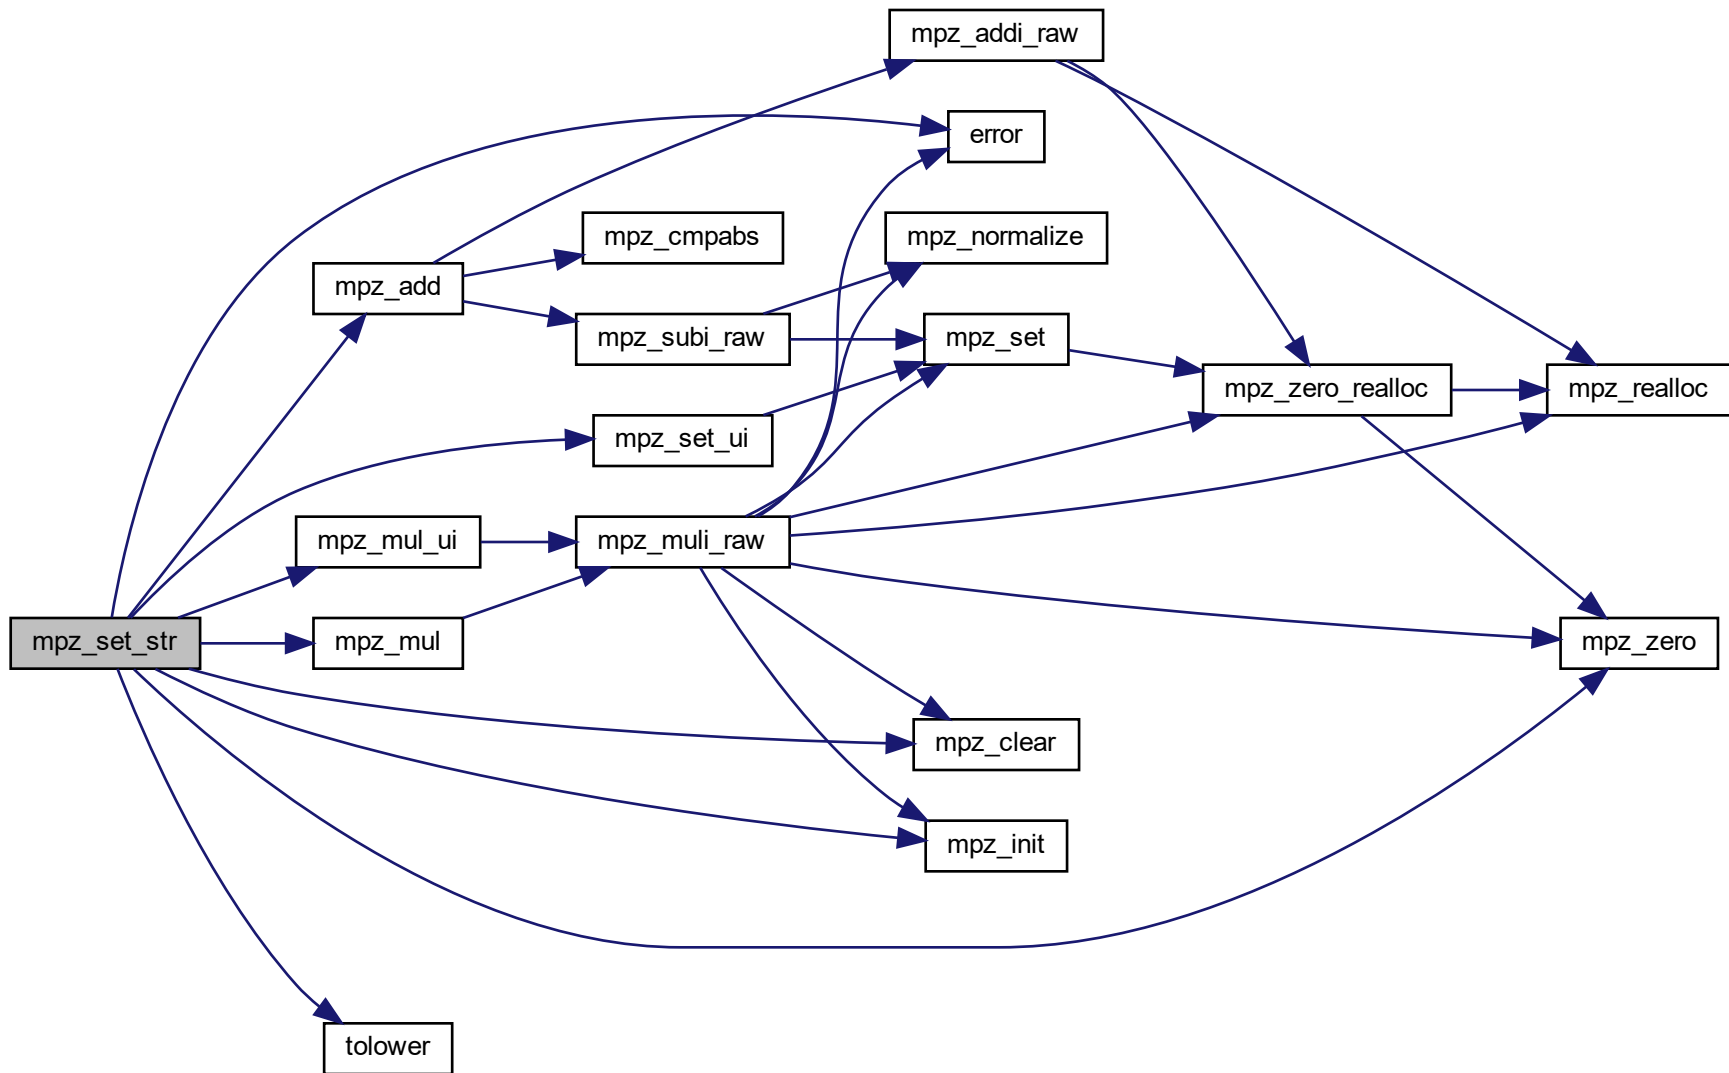 mpz_addi_raw
error
mpz_cmpabs
mpz_normalize
mpz_add
mpz_subi_raw
mpz_set
mpz_zero_realloc
mpz_realloc
mpz_set_ui
mpz_mul_ui
mpz_muli_raw
mpz_set_str
mpz_mul
mpz_zero
mpz_clear
mpz_init
tolower